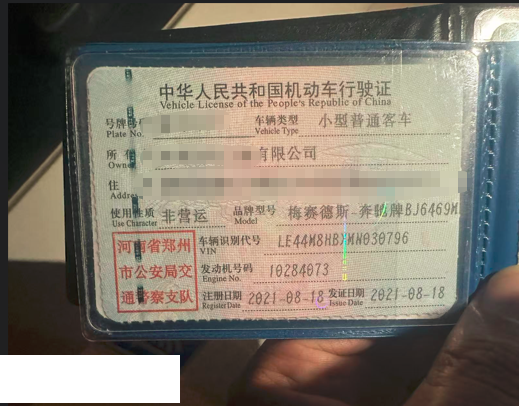 中华人民共和国机动车行驶证
Vehicle License of the People's Republic of China
号牌号 车辆类型 小型普通客车
Plate No. Vehicle Type
所 有限公司
Owner
住
Address
使用性质 非营运 品牌型号 梅赛德斯-奔驰牌BJ6469M
Use Character Model
河南省郑州
市公安局交
通警察支队
车辆识别代号 LE44M8HBXMN030796
VIN
发动机号码 10284073
Engine No.
注册日期 2021-08-18 发证日期 2021-08-18
Register Date Issue Date